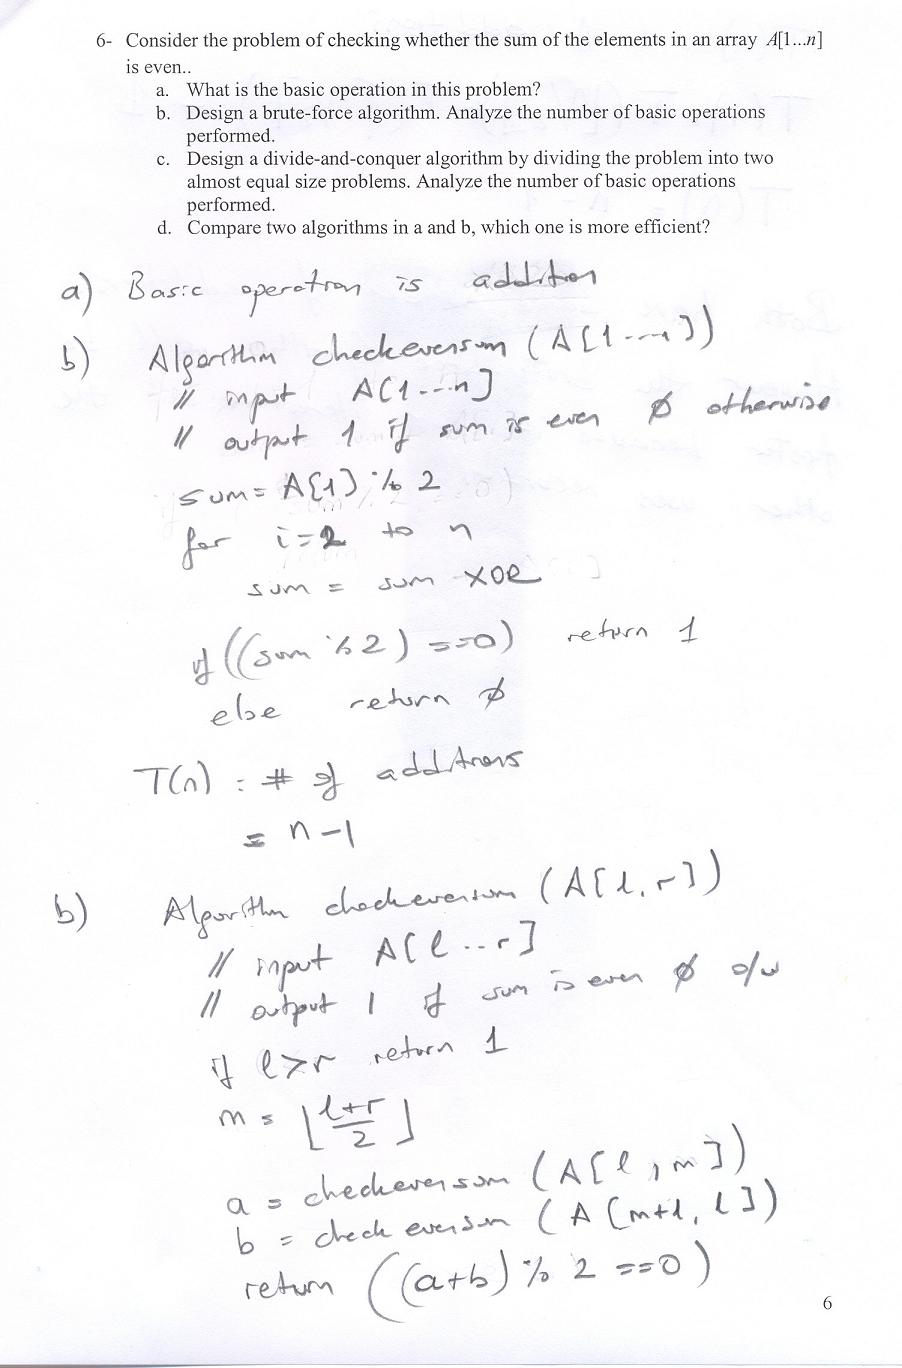 6- Consider the problem of checking whether the sum of the elements in an array A[1...n]
is even..
a. What is the basic operation in this problem?
b. Design a brute-force algorithm. Analyze the number of basic operations
performed.
c. Design a divide-and-conquer algorithm by dividing the problem into two
almost equal size problems. Analyze the number of basic operations
performed.
d. Compare two algorithms in a and b, which one is more efficient?
a) Basic operation is addition
b) Algorithm checkevensum (A[1---n])
// input A[1---n]
// output 1 if sum is even ∅ otherwise
sum = A[1] % 2
for i=2 to n
sum = sum XOR
if ((sum % 2) ==0) return 1
else return ∅
T(n) : # of additions
= n-1
b) Algorithm checkevensum (A[l, r])
// input A[l...r]
// output 1 if sum is even ∅ o/w
if l>r return 1
m = ⌊(l+r)/2⌋
a = checkevensum (A[l, m])
b = checkevensum (A[m+1, l])
return ((a+b) % 2 ==0)
6